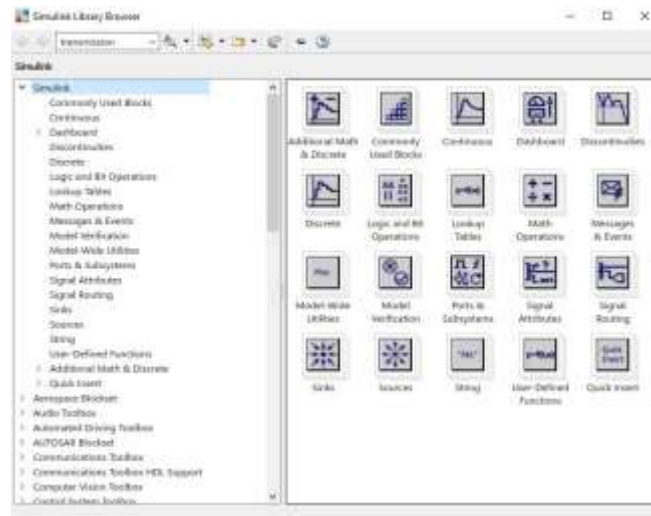 Simulink Library Browser
transmission
Simulink
Simulink
Commonly Used Blocks
Continuous
Dashboard
Discontinuities
Discrete
Logic and Bit Operations
Lookup Tables
Math Operations
Messages & Events
Model Verification
Model-Wide Utilities
Ports & Subsystems
Signal Attributes
Signal Routing
Sinks
Sources
String
User-Defined Functions
Additional Math & Discrete
Quick Insert
Aerospace Blockset
Audio Toolbox
Automated Driving Toolbox
AUTOSAR Blockset
Communications Toolbox
Communications Toolbox HDL Support
Computer Vision Toolbox
Control System Toolbox
Additional Math
& Discrete
Commonly
Used Blocks
Continuous
Dashboard
Discontinuities
Discrete
Logic and Bit
Operations
Lookup
Tables
Math
Operations
Messages
& Events
Model-Wide
Utilities
Model
Verification
Ports &
Subsystems
Signal
Attributes
Signal
Routing
Sinks
Sources
String
User-Defined
Functions
Quick
Insert
Quick Insert